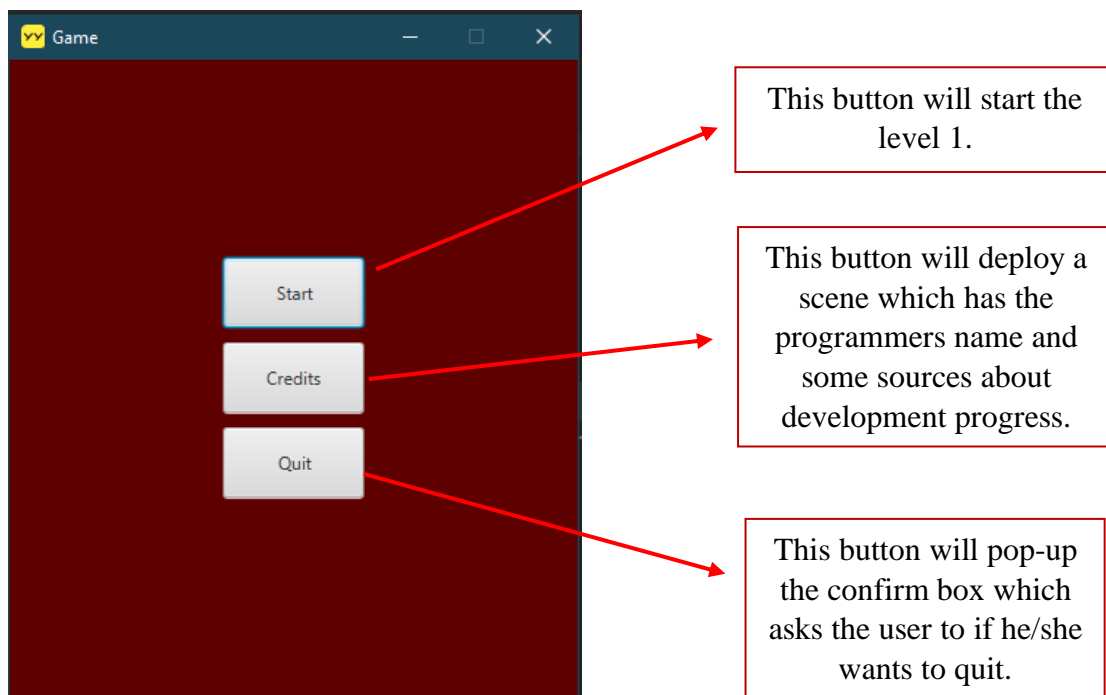 YY Game
This button will start the
level 1.
Start
This button will deploy a
scene which has the
programmers name and
some sources about
development progress.
Credits
Quit
This button will pop-up
the confirm box which
asks the user to if he/she
wants to quit.